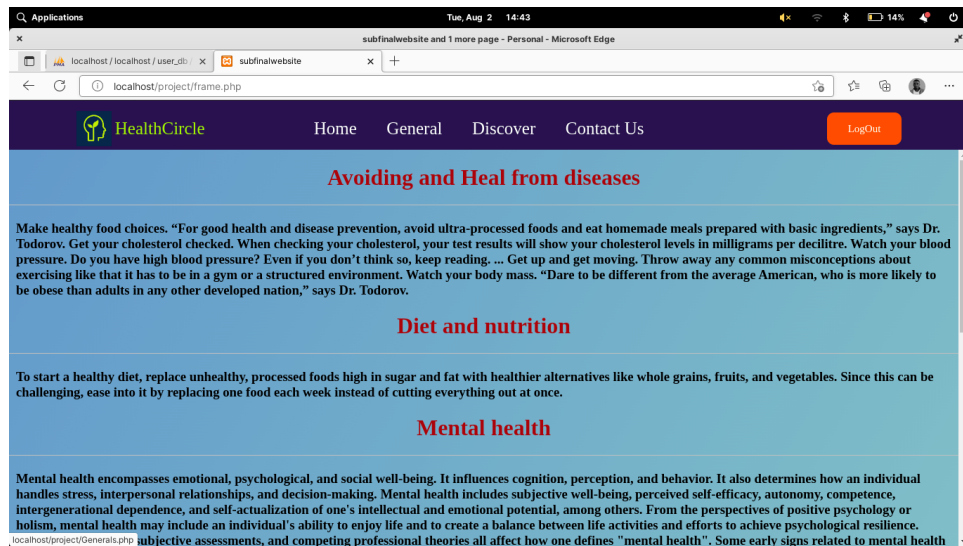 Applications
Tue, Aug 2 14:43
14%
subfinalwebsite and 1 more page - Personal - Microsoft Edge
localhost / localhost / user_db /
subfinalwebsite
localhost/project/frame.php
HealthCircle
Home
General
Discover
Contact Us
LogOut
Avoiding and Heal from diseases
Make healthy food choices. “For good health and disease prevention, avoid ultra-processed foods and eat homemade meals prepared with basic ingredients,” says Dr.
Todorov. Get your cholesterol checked. When checking your cholesterol, your test results will show your cholesterol levels in milligrams per decilitre. Watch your blood
pressure. Do you have high blood pressure? Even if you don’t think so, keep reading. ... Get up and get moving. Throw away any common misconceptions about
exercising like that it has to be in a gym or a structured environment. Watch your body mass. “Dare to be different from the average American, who is more likely to
be obese than adults in any other developed nation,” says Dr. Todorov.
Diet and nutrition
To start a healthy diet, replace unhealthy, processed foods high in sugar and fat with healthier alternatives like whole grains, fruits, and vegetables. Since this can be
challenging, ease into it by replacing one food each week instead of cutting everything out at once.
Mental health
Mental health encompasses emotional, psychological, and social well-being. It influences cognition, perception, and behavior. It also determines how an individual
handles stress, interpersonal relationships, and decision-making. Mental health includes subjective well-being, perceived self-efficacy, autonomy, competence,
intergenerational dependence, and self-actualization of one's intellectual and emotional potential, among others. From the perspectives of positive psychology or
holism, mental health may include an individual's ability to enjoy life and to create a balance between life activities and efforts to achieve psychological resilience.
localhost/project/Generals.php
subjective assessments, and competing professional theories all affect how one defines "mental health". Some early signs related to mental health